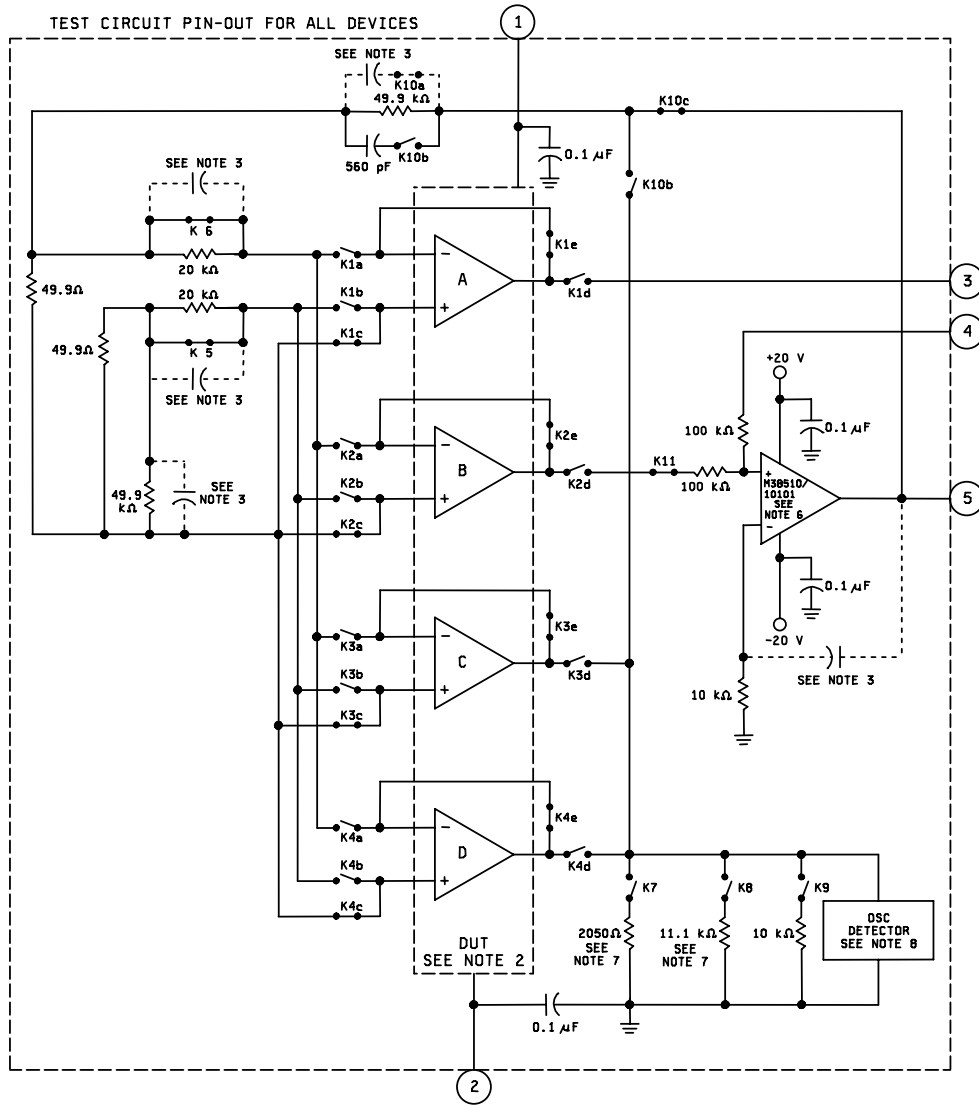 TEST CIRCUIT PIN-OUT FOR ALL DEVICES
1
SEE NOTE 3
K10a
49.9 kΩ
K10b
560 pF
K10c
0.1 µF
K10b
SEE NOTE 3
K 6
20 kΩ
49.9Ω
20 kΩ
K 5
49.9Ω
SEE NOTE 3
49.9
kΩ
SEE
NOTE 3
K1a
K1b
K1c
-
+
A
K1e
K1d
3
4
K2a
K2b
K2c
-
+
B
K2e
K2d
K11
100 kΩ
100 kΩ
+20 V
0.1 µF
+
M38510/
10101
SEE
NOTE 6
-
5
0.1 µF
-20 V
SEE NOTE 3
10 kΩ
K3a
K3b
K3c
-
+
C
K3e
K3d
K4a
K4b
K4c
-
+
D
K4e
K4d
DUT
SEE NOTE 2
K7
2050Ω
SEE
NOTE 7
K8
11.1 kΩ
SEE
NOTE 7
K9
10 kΩ
OSC
DETECTOR
SEE NOTE 8
0.1 µF
2